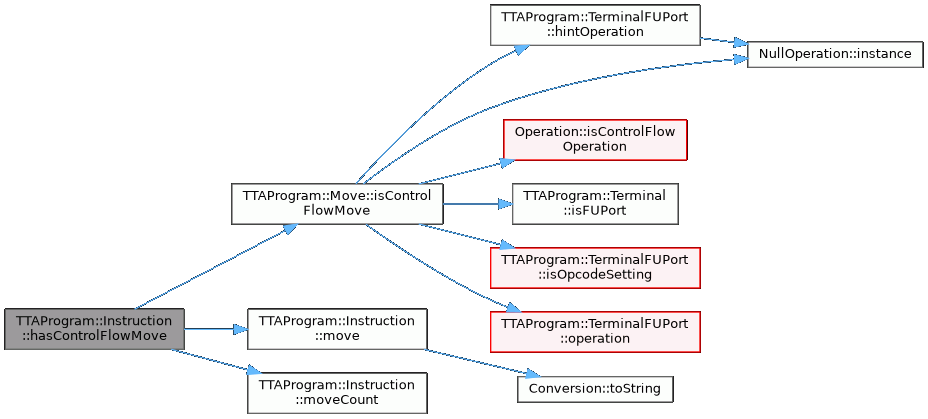 TTAProgram::TerminalFUPort
::hintOperation
NullOperation::instance
Operation::isControlFlow
Operation
TTAProgram::Move::isControl
FlowMove
TTAProgram::Terminal
::isFUPort
TTAProgram::TerminalFUPort
::isOpcodeSetting
TTAProgram::Instruction
::hasControlFlowMove
TTAProgram::Instruction
::move
TTAProgram::TerminalFUPort
::operation
TTAProgram::Instruction
::moveCount
Conversion::toString